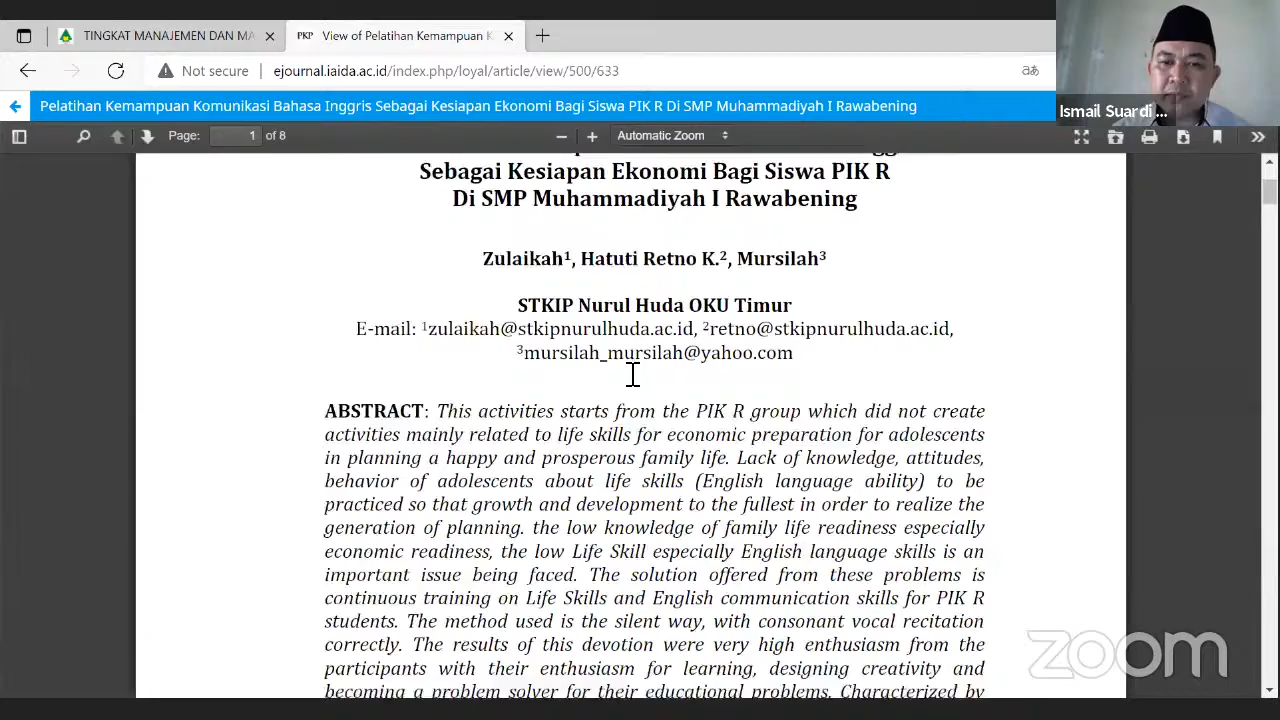 TINGKAT MANAJEMEN DAN MA
PKP View of Pelatihan Kemampuan K
Not secure ejournal.iaida.ac.id/index.php/loyal/article/view/500/633
Pelatihan Kemampuan Komunikasi Bahasa Inggris Sebagai Kesiapan Ekonomi Bagi Siswa PIK R Di SMP Muhammadiyah I Rawabening
Ismail Suardi ...
Page: 1 of 8 Automatic Zoom
Sebagai Kesiapan Ekonomi Bagi Siswa PIK R
Di SMP Muhammadiyah I Rawabening
Zulaikah¹, Hatuti Retno K.², Mursilah³
STKIP Nurul Huda OKU Timur
E-mail: ¹zulaikah@stkipnurulhuda.ac.id, ²retno@stkipnurulhuda.ac.id,
³mursilah_mursilah@yahoo.com
ABSTRACT: This activities starts from the PIK R group which did not create
activities mainly related to life skills for economic preparation for adolescents
in planning a happy and prosperous family life. Lack of knowledge, attitudes,
behavior of adolescents about life skills (English language ability) to be
practiced so that growth and development to the fullest in order to realize the
generation of planning. the low knowledge of family life readiness especially
economic readiness, the low Life Skill especially English language skills is an
important issue being faced. The solution offered from these problems is
continuous training on Life Skills and English communication skills for PIK R
students. The method used is the silent way, with consonant vocal recitation
correctly. The results of this devotion were very high enthusiasm from the
participants with their enthusiasm for learning, designing creativity and
becoming a problem solver for their educational problems. Characterized by
zoom